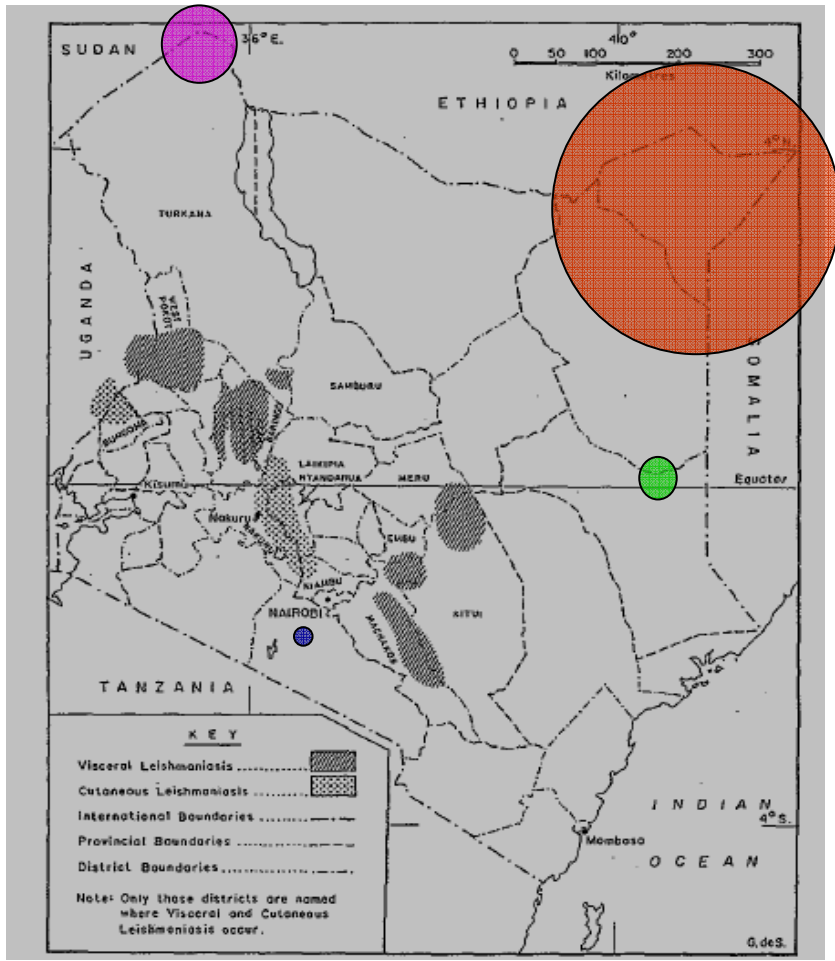 SUDAN
36° E.
40°
0 50 100 200 300
Kilometres
ETHIOPIA
4° N.
TURKANA
UGANDA
WEST
POKOT
SOMALIA
SAMBURU
BUNGOMA
LAIKIPIA
NYANDARUA
MERU
Equator
Kisumu
Nakuru
EMBU
KIAMBU
NAIROBI
KITUI
MACHAKOS
TANZANIA
KEY
Visceral Leishmaniasis
Cutaneous Leishmaniasis
International Boundaries
Provincial Boundaries
District Boundaries
Note: Only those districts are named
where Visceral and Cutaneous
Leishmaniasis occur.
INDIAN
4° S.
Mombasa
OCEAN
G.deS.